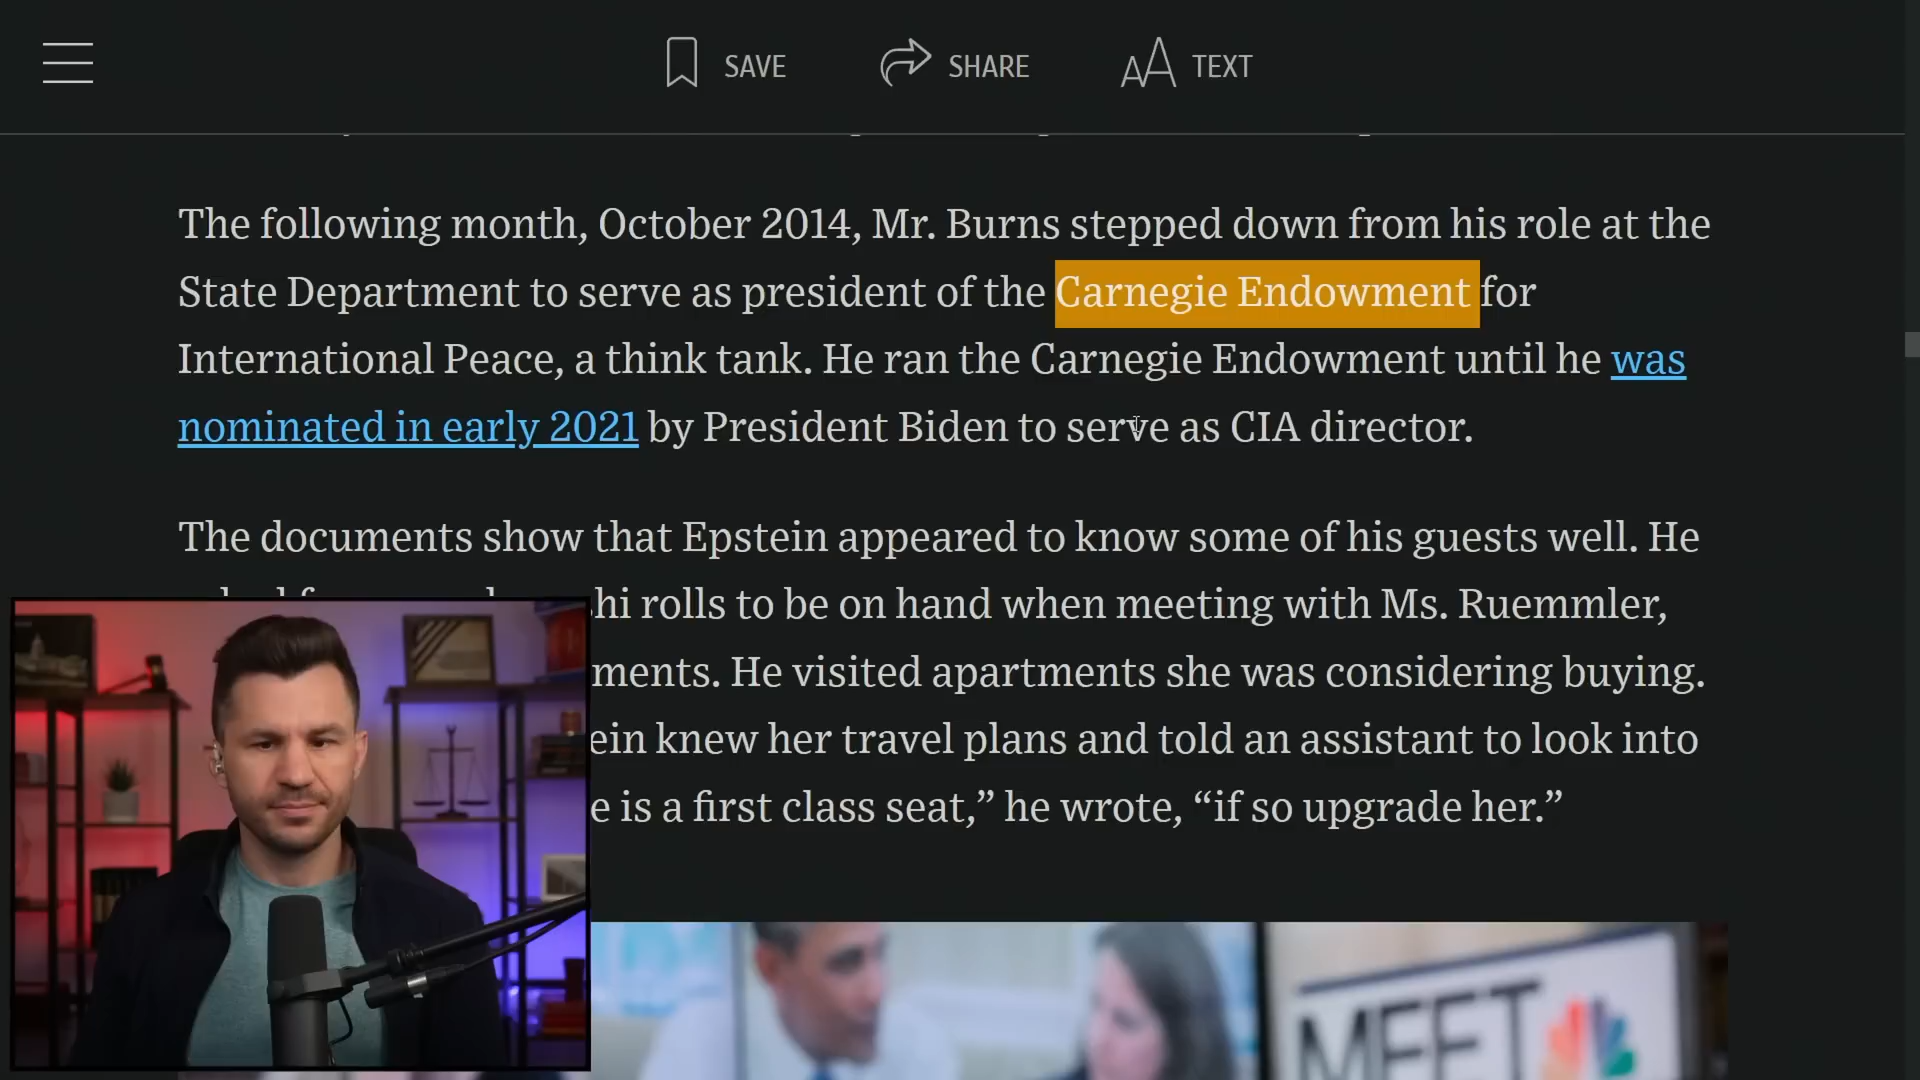 SAVE
SHARE
TEXT
The following month, October 2014, Mr. Burns stepped down from his role at the
State Department to serve as president of the Carnegie Endowment for
International Peace, a think tank. He ran the Carnegie Endowment until he was
nominated in early 2021 by President Biden to serve as CIA director.
The documents show that Epstein appeared to know some of his guests well. He
rolls to be on hand when meeting with Ms. Ruemmler,
He visited apartments she was considering buying.
knew her travel plans and told an assistant to look into
is a first class seat,” he wrote, “if so upgrade her.”
MEET